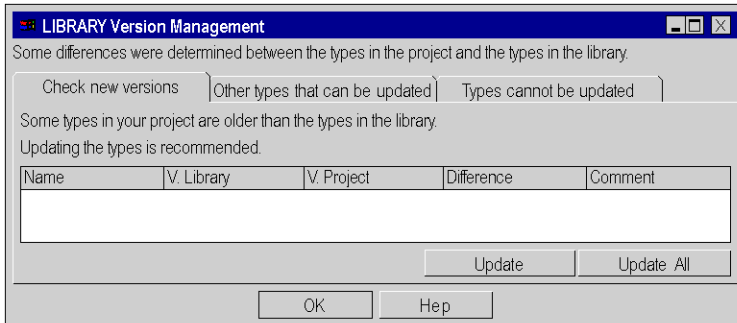 LIBRARY Version Management
Some differences were determined between the types in the project and the types in the library.
Check new versions Other types that can be updated Types cannot be updated
Some types in your project are older than the types in the library.
Updating the types is recommended.
Name V. Library V. Project Difference Comment
Update Update All
OK Hep